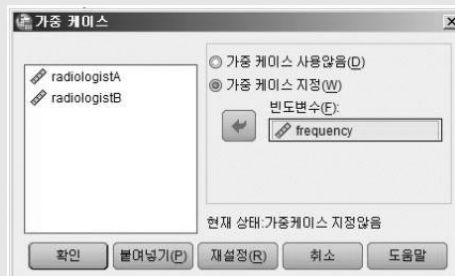 가중 케이스
radiologistA
radiologistB
가중 케이스 사용않음(D)
가중 케이스 지정(W)
빈도변수(F):
frequency
현재 상태:가중케이스 지정않음
확인 붙여넣기(P) 재설정(R) 취소 도움말